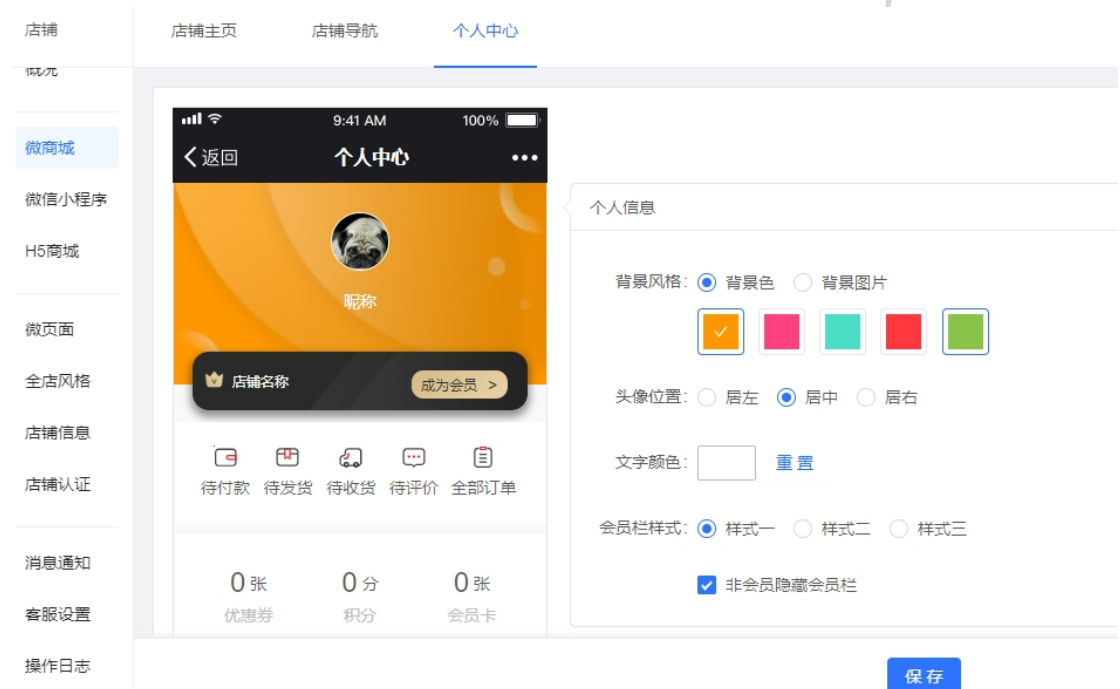 店铺
店铺主页 店铺导航 个人中心
概况
微商城
微信小程序
H5商城
微页面
全店风格
店铺信息
店铺认证
消息通知
客服设置
操作日志
9:41 AM 100%
返回 个人中心
昵称
店铺名称 成为会员 >
待付款 待发货 待收货 待评价 全部订单
0张 0分 0张
优惠券 积分 会员卡
个人信息
背景风格: 背景色 背景图片
头像位置: 居左 居中 居右
文字颜色: 重置
会员栏样式: 样式一 样式二 样式三
非会员隐藏会员栏
保存